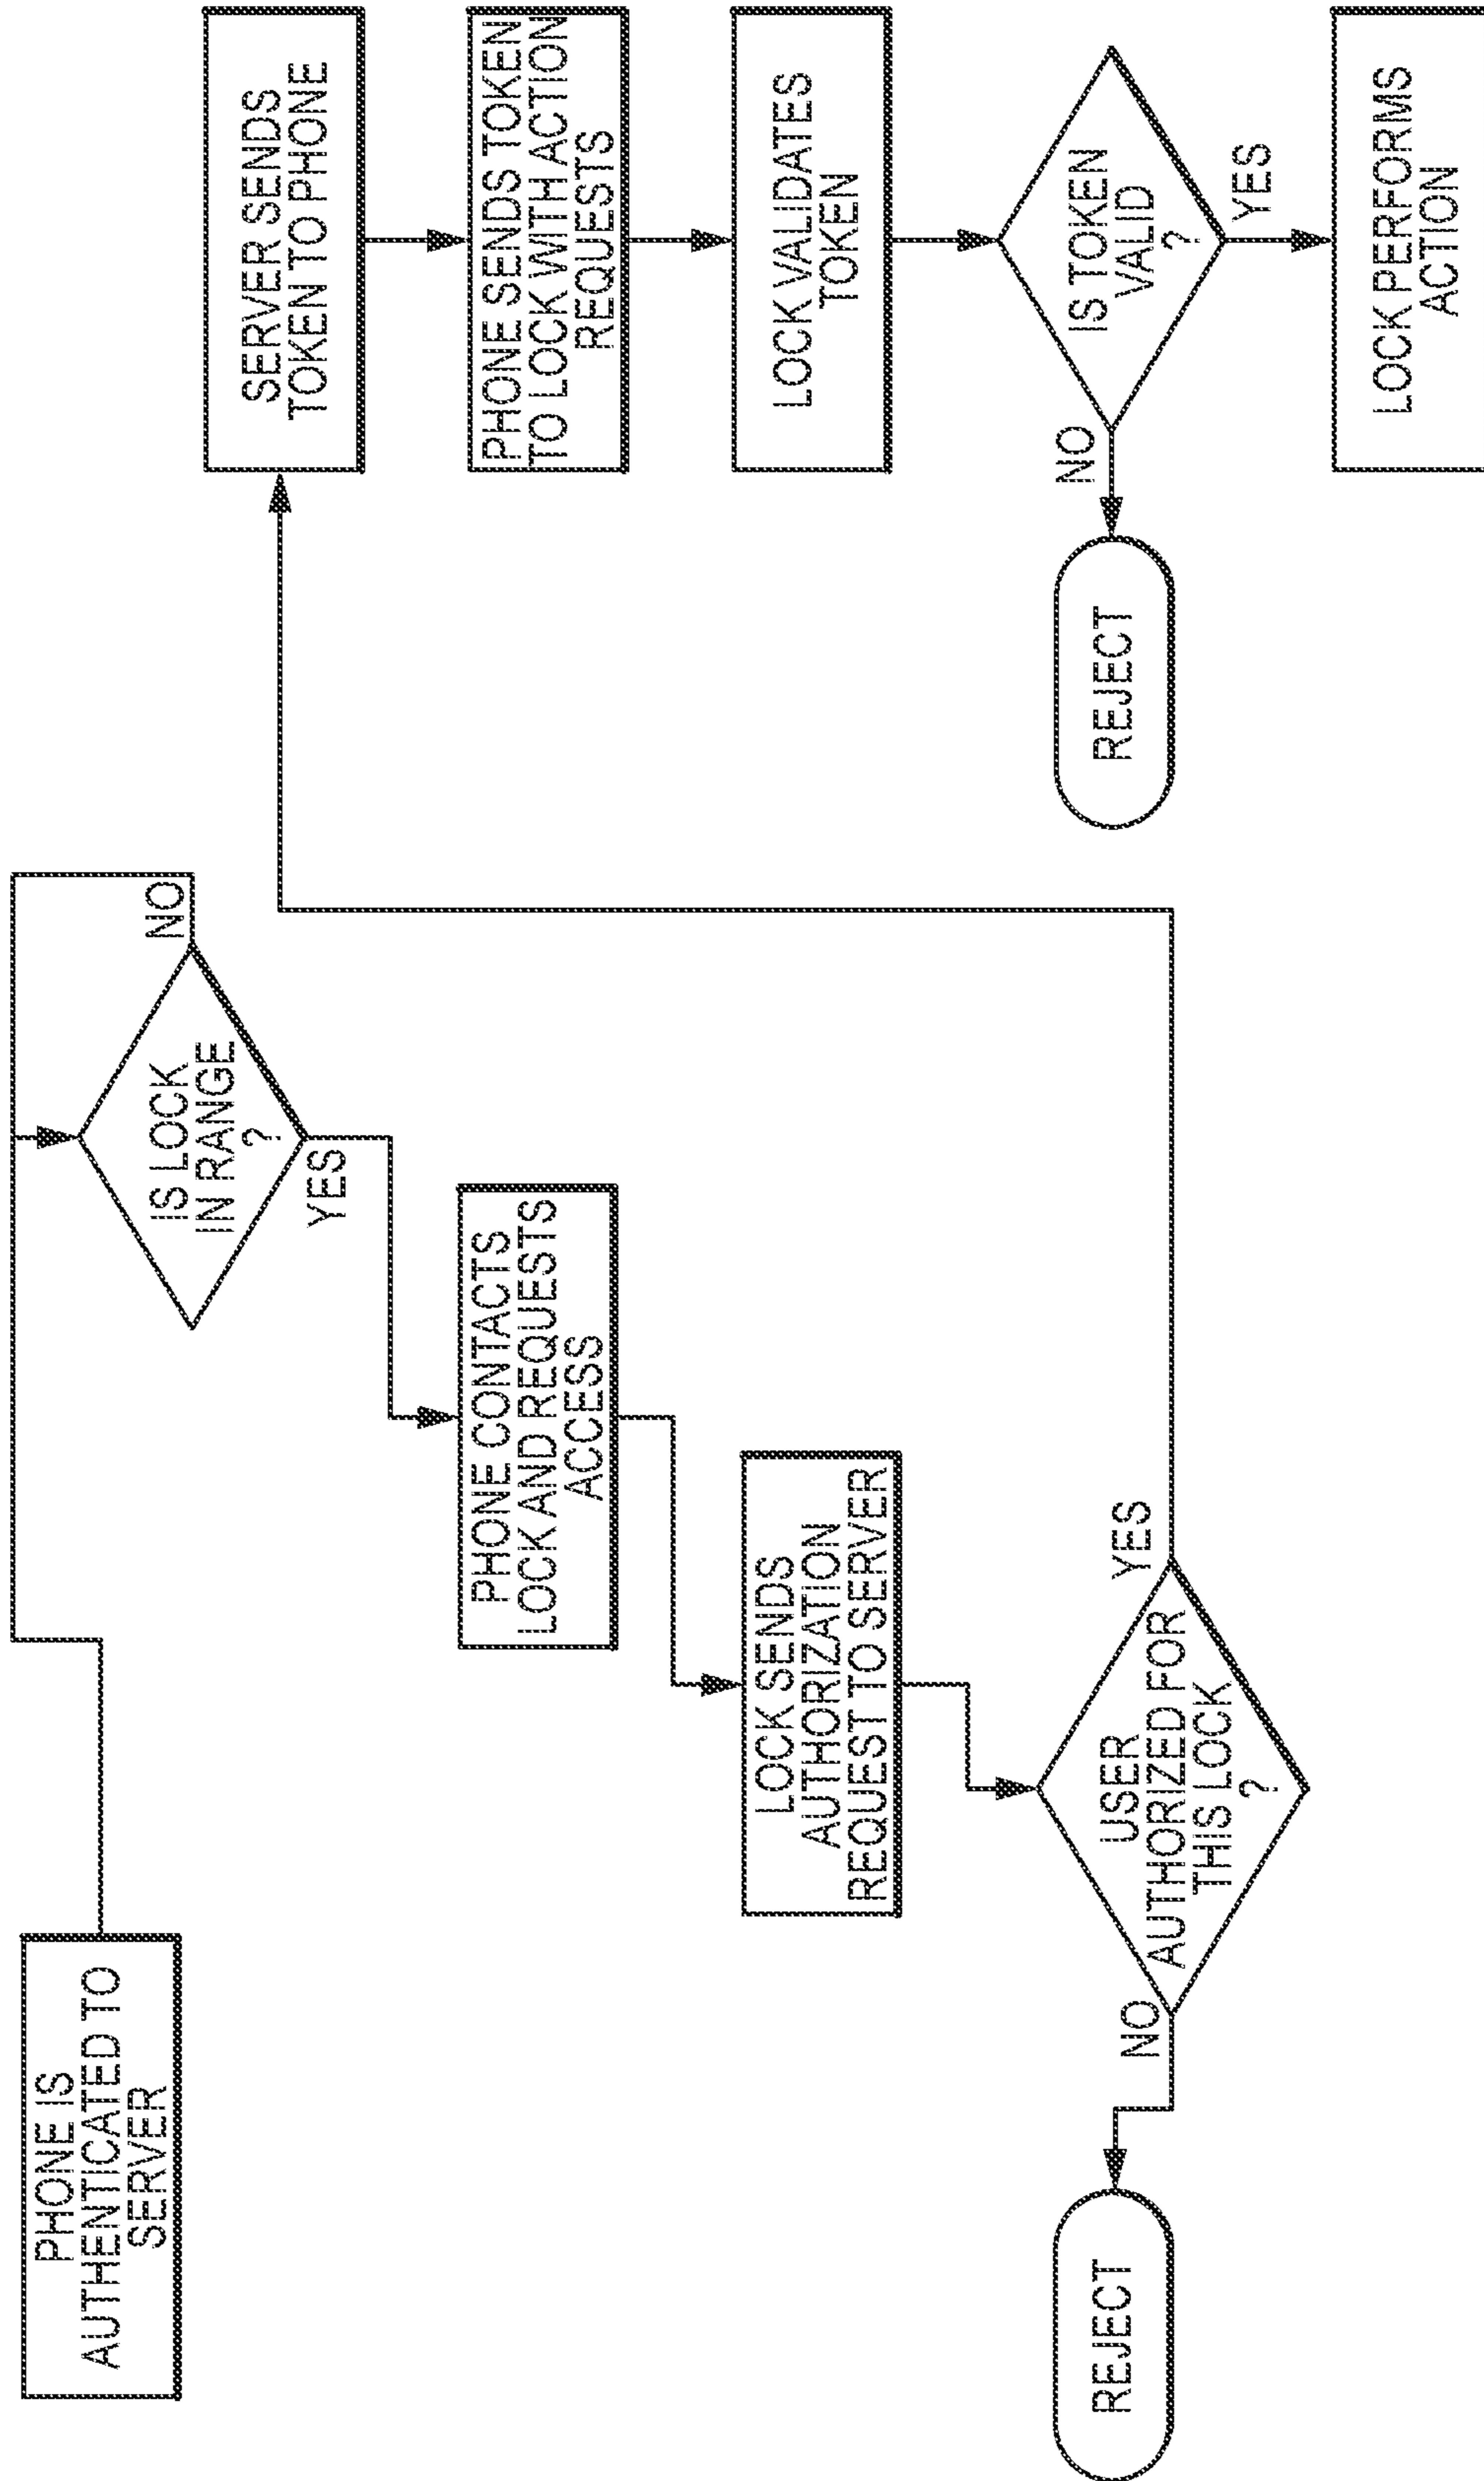 PHONE IS
AUTHENTICATED TO
SERVER
IS LOCK
IN RANGE
?
NO
YES
PHONE CONTACTS
LOCK AND REQUESTS
ACCESS
LOCK SENDS
AUTHORIZATION
REQUEST TO SERVER
USER
AUTHORIZED FOR
THIS LOCK
?
NO
YES
REJECT
SERVER SENDS
TOKEN TO PHONE
PHONE SENDS TOKEN
TO LOCK WITH ACTION
REQUESTS
LOCK VALIDATES
TOKEN
IS TOKEN
VALID
?
NO
YES
REJECT
LOCK PERFORMS
ACTION